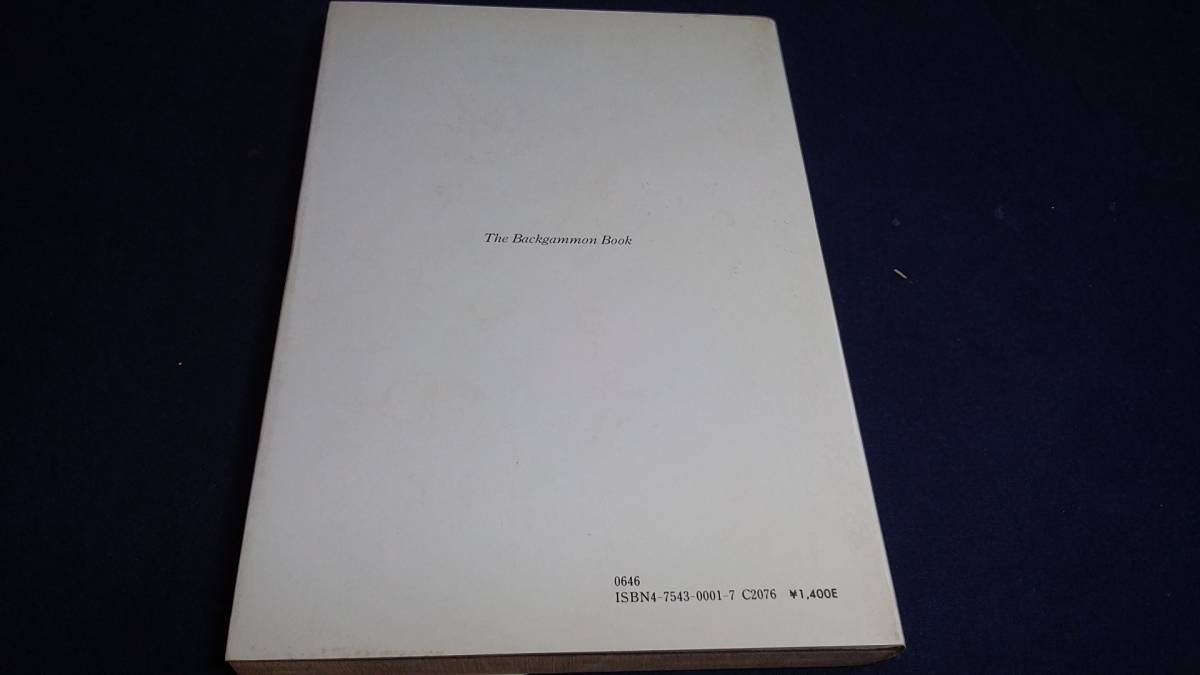 The Backgammon Book
0646
ISBN4-7543-0001-7 C2076 ¥1,400E